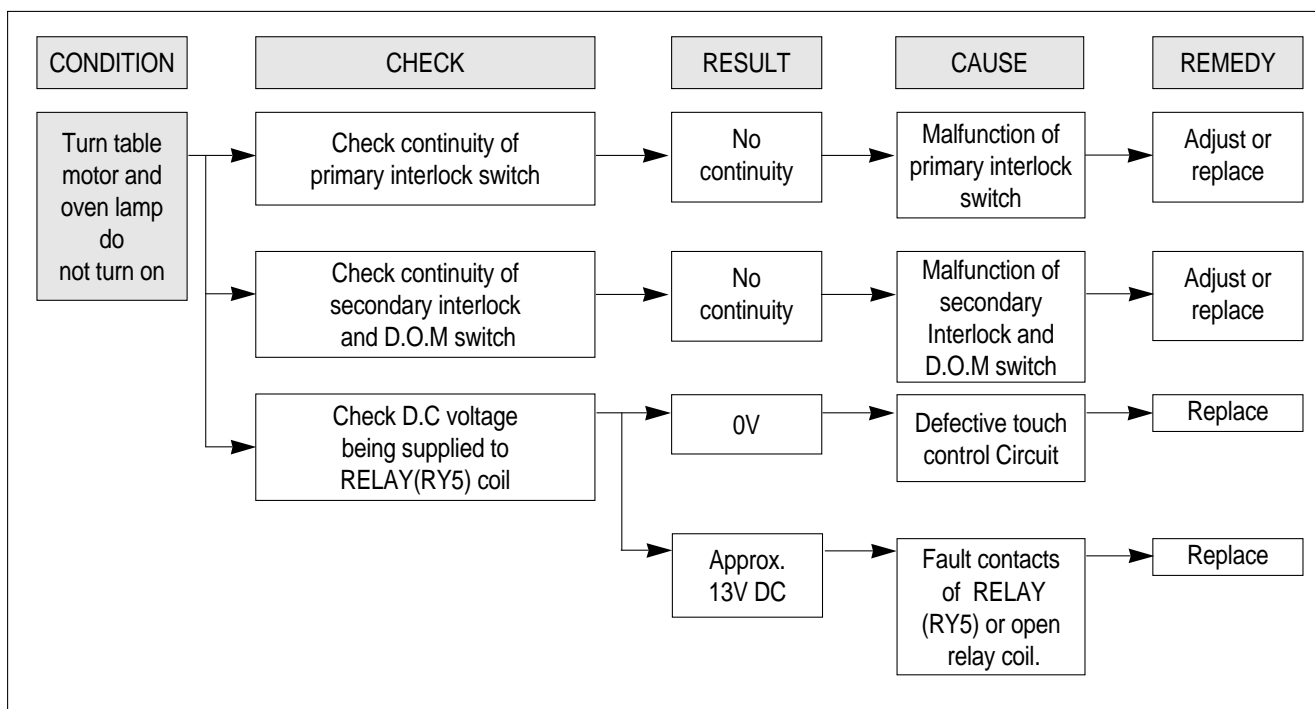 CONDITION
CHECK
RESULT
CAUSE
REMEDY
Turn table
motor and
oven lamp
do
not turn on
Check continuity of
primary interlock switch
No
continuity
Malfunction of
primary interlock
switch
Adjust or
replace
Check continuity of
secondary interlock
and D.O.M switch
No
continuity
Malfunction of
secondary
Interlock and
D.O.M switch
Adjust or
replace
Check D.C voltage
being supplied to
RELAY(RY5) coil
0V
Defective touch
control Circuit
Replace
Approx.
13V DC
Fault contacts
of RELAY
(RY5) or open
relay coil.
Replace